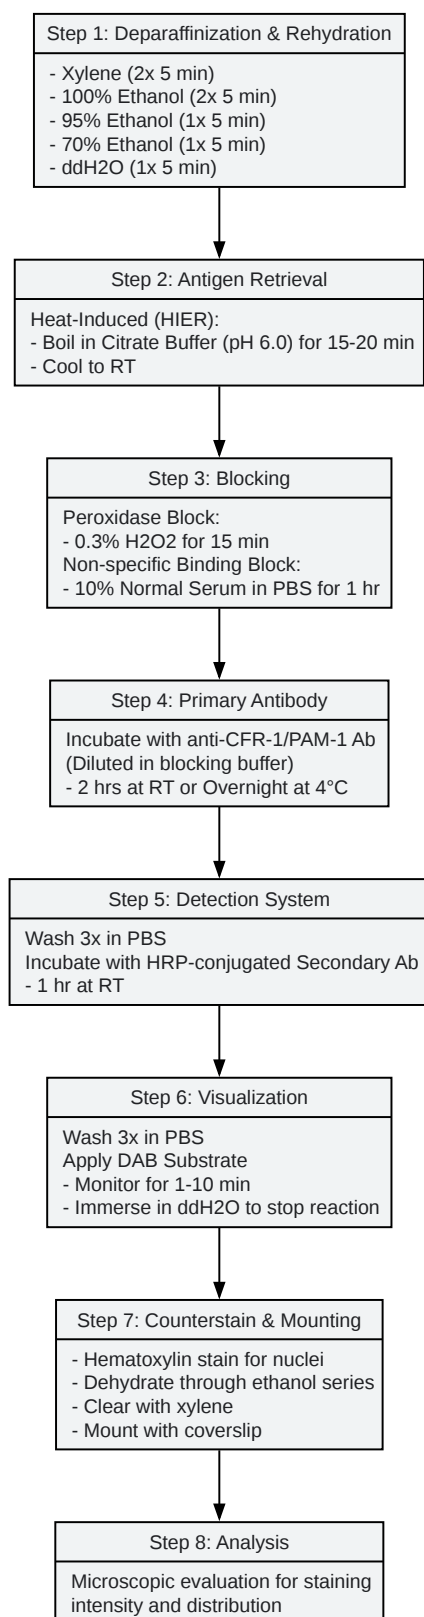 Step 1: Deparaffinization & Rehydration
- Xylene (2x 5 min)
- 100% Ethanol (2x 5 min)
- 95% Ethanol (1x 5 min)
- 70% Ethanol (1x 5 min)
- ddH2O (1x 5 min)
Step 2: Antigen Retrieval
Heat-Induced (HIER):
- Boil in Citrate Buffer (pH 6.0) for 15-20 min
- Cool to RT
Step 3: Blocking
Peroxidase Block:
- 0.3% H2O2 for 15 min
Non-specific Binding Block:
- 10% Normal Serum in PBS for 1 hr
Step 4: Primary Antibody
Incubate with anti-CFR-1/PAM-1 Ab
(Diluted in blocking buffer)
- 2 hrs at RT or Overnight at 4°C
Step 5: Detection System
Wash 3x in PBS
Incubate with HRP-conjugated Secondary Ab
- 1 hr at RT
Step 6: Visualization
Wash 3x in PBS
Apply DAB Substrate
- Monitor for 1-10 min
- Immerse in ddH2O to stop reaction
Step 7: Counterstain & Mounting
- Hematoxylin stain for nuclei
- Dehydrate through ethanol series
- Clear with xylene
- Mount with coverslip
Step 8: Analysis
Microscopic evaluation for staining
intensity and distribution